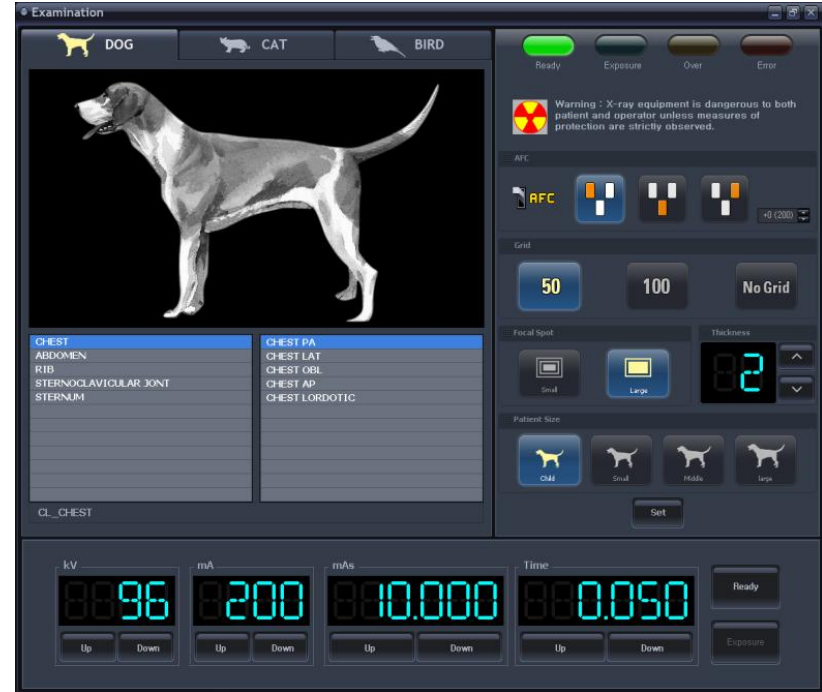 Examination
DOG
CAT
BIRD
Ready
Exposure
Over
Error
Warning : X-ray equipment is dangerous to both
patient and operator unless measures of
protection are strictly observed.
AFC
AFC
+0 (200)
Grid
50
100
No Grid
CHEST
ABDOMEN
RIB
STERNOCLAVICULAR JONT
STERNUM
CHEST PA
CHEST LAT
CHEST OBL
CHEST AP
CHEST LORDOTIC
CL_CHEST
Focal Spot
Small
Large
Thickness
2
Patient Size
Child
Small
Middle
large
Set
kV
96
Up
Down
mA
200
Up
Down
mAs
10.000
Up
Down
Time
0.050
Up
Down
Ready
Exposure